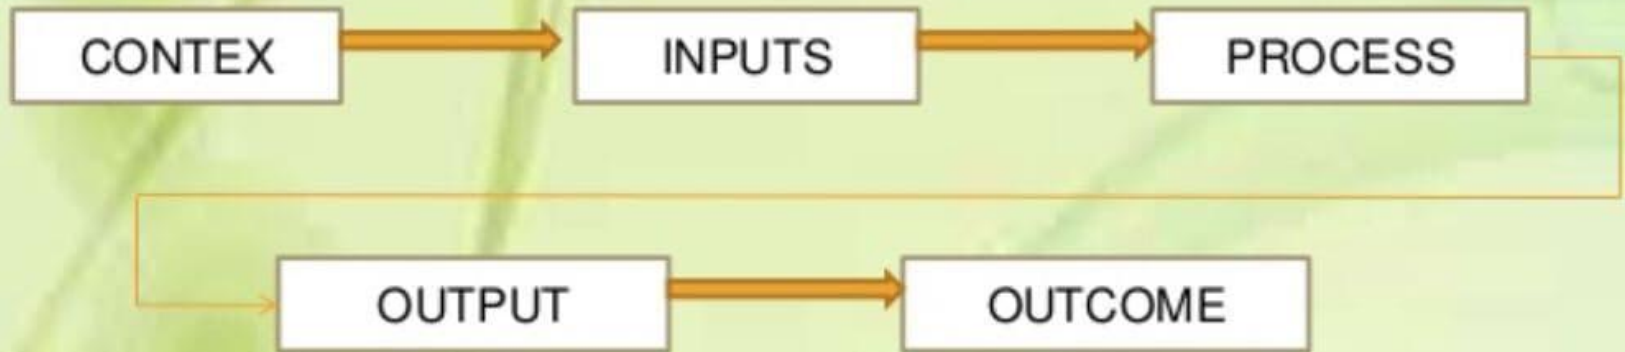 CONTEX
INPUTS
PROCESS
OUTPUT
OUTCOME